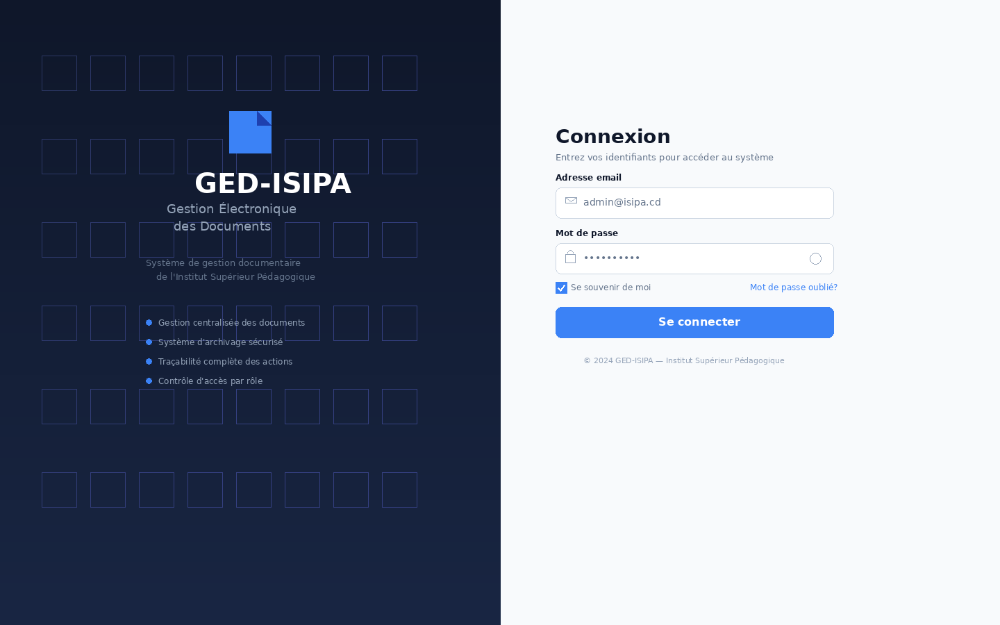 GED-ISIPA
Gestion Électronique
des Documents
Système de gestion documentaire
de l'Institut Supérieur Pédagogique
Gestion centralisée des documents
Système d'archivage sécurisé
Traçabilité complète des actions
Contrôle d'accès par rôle
Connexion
Entrez vos identifiants pour accéder au système
Adresse email
admin@isipa.cd
Mot de passe
••••••••••
Se souvenir de moi
Mot de passe oublié?
Se connecter
© 2024 GED-ISIPA — Institut Supérieur Pédagogique